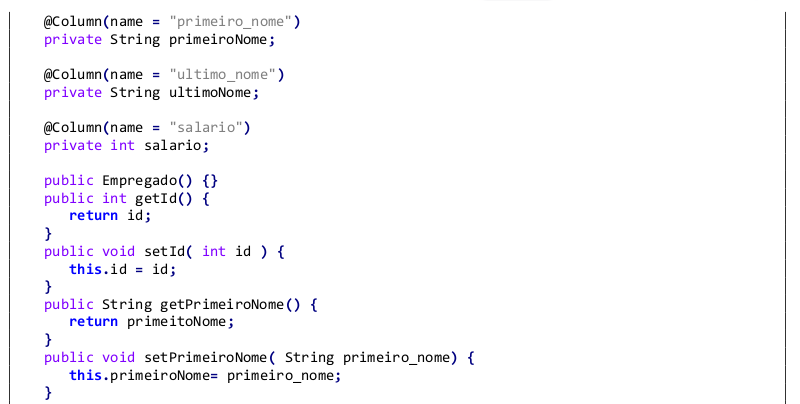 @Column(name = "primeiro_nome")
private String primeiroNome;
@Column(name = "ultimo_nome")
private String ultimoNome;
@Column(name = "salario")
private int salario;
public Empregado() {}
public int getId() {
return id;
}
public void setId( int id ) {
this.id = id;
}
public String getPrimeiroNome() {
return primeitoNome;
}
public void setPrimeiroNome( String primeiro_nome) {
this.primeiroNome= primeiro_nome;
}